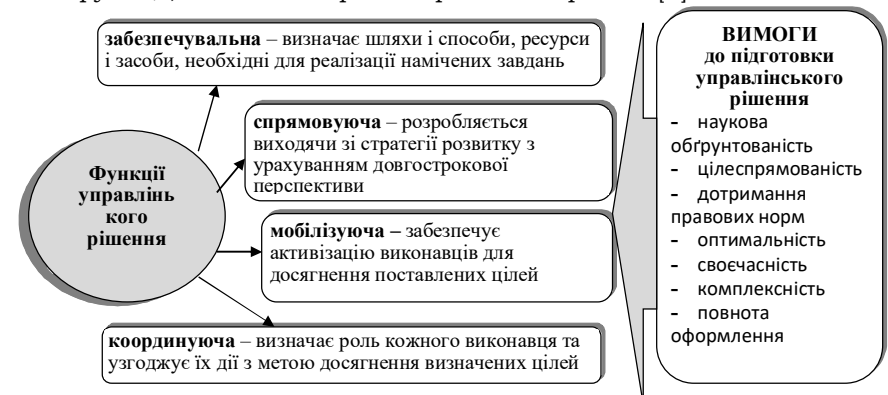 забезпечувальна – визначає шляхи і способи, ресурси
і засоби, необхідні для реалізації намічених завдань
спрямовуюча – розробляється
виходячи зі стратегії розвитку з
урахуванням довгострокової
перспективи
Функції
управлінь
кого
рішення
мобілізуюча – забезпечує
активізацію виконавців для
досягнення поставлених цілей
координуюча – визначає роль кожного виконавця та
узгоджує їх дії з метою досягнення визначених цілей
ВИМОГИ
до підготовки
управлінського
рішення
- наукова
обґрунтованість
- цілеспрямованість
- дотримання
правових норм
- оптимальність
- своєчасність
- комплексність
- повнота
оформлення